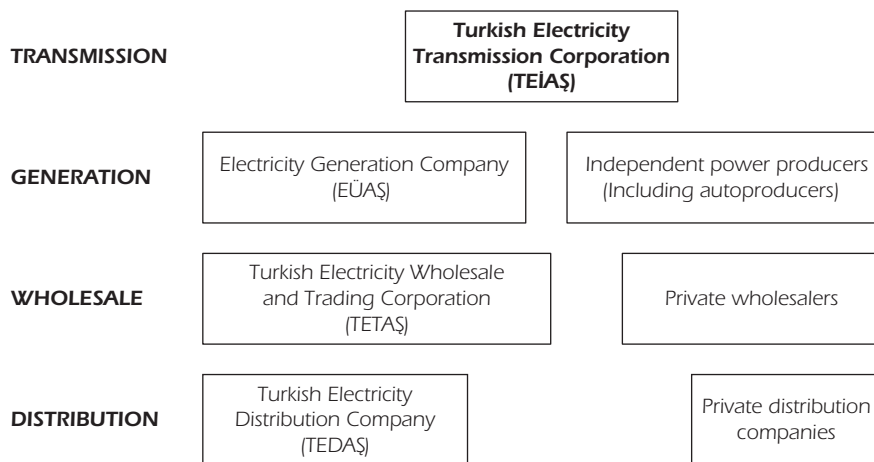 TRANSMISSION
Turkish Electricity
Transmission Corporation
(TEİAŞ)
GENERATION
Electricity Generation Company
(EÜAŞ)
Independent power producers
(Including autoproducers)
WHOLESALE
Turkish Electricity Wholesale
and Trading Corporation
(TETAŞ)
Private wholesalers
DISTRIBUTION
Turkish Electricity
Distribution Company
(TEDAŞ)
Private distribution
companies